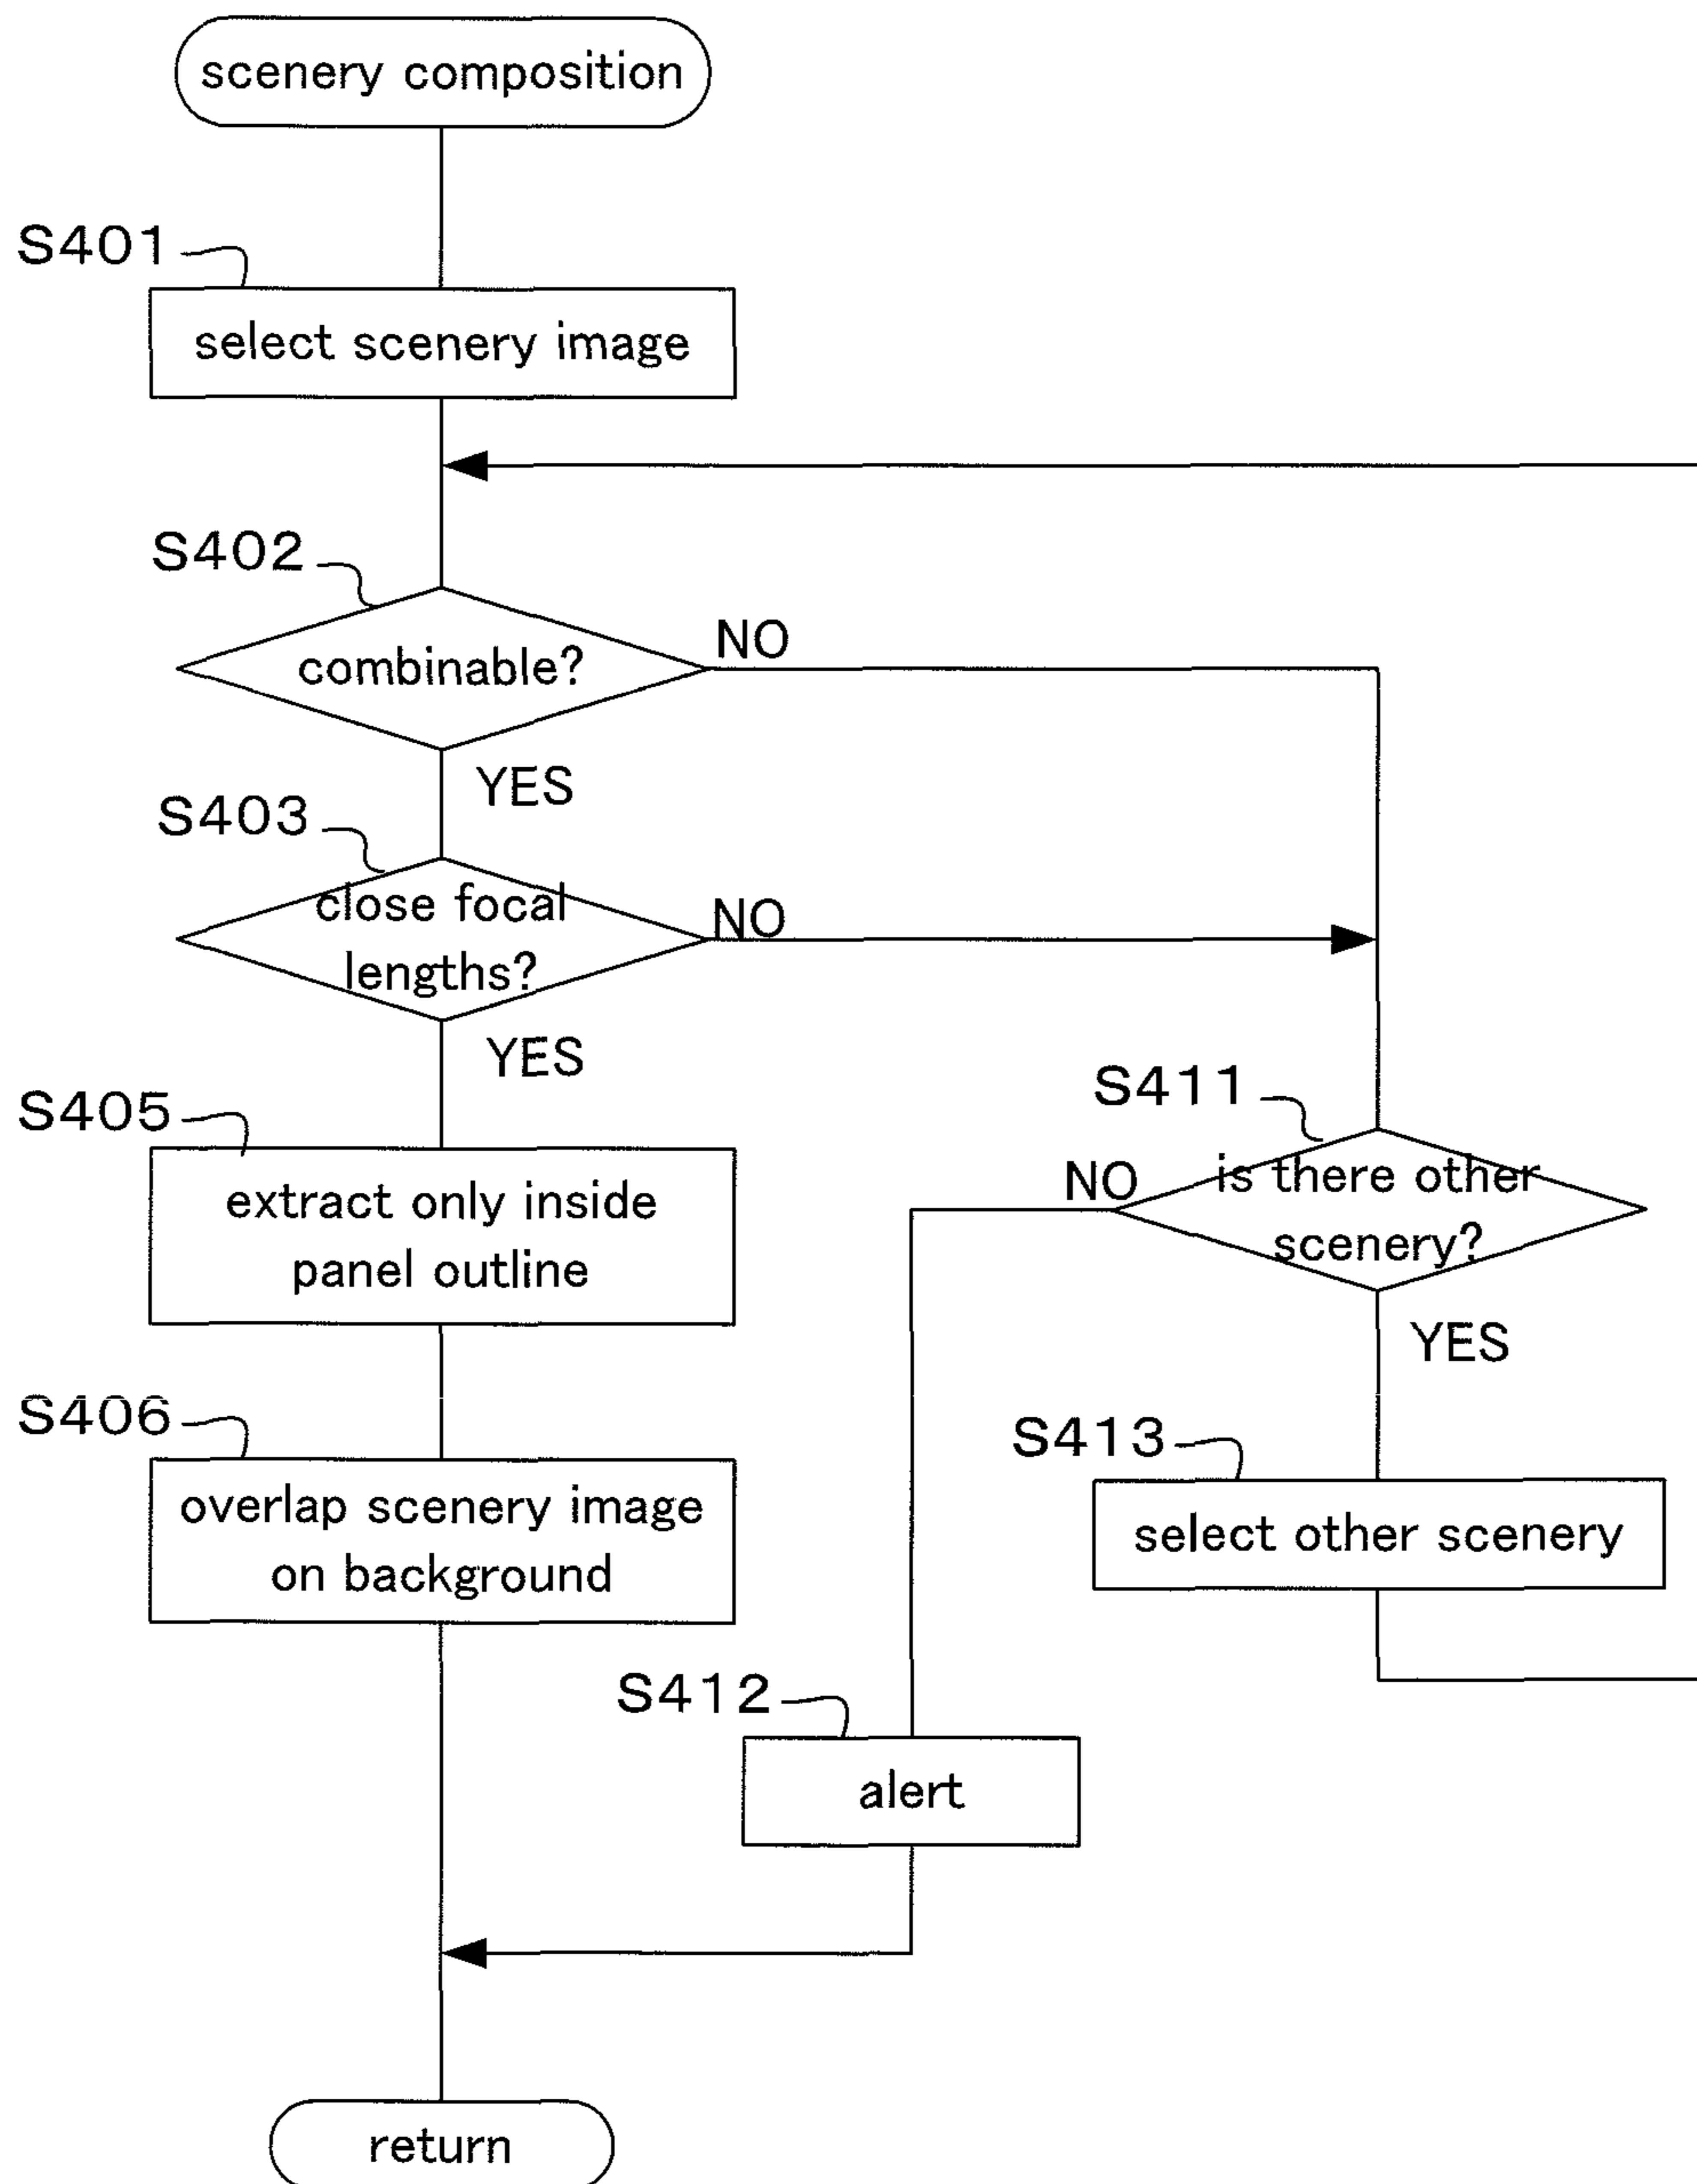 scenery composition
S401
select scenery image
S402
combinable?
NO
YES
S403
close focal
lengths?
NO
YES
S405
extract only inside
panel outline
S411
is there other
scenery?
NO
YES
S406
overlap scenery image
on background
S413
select other scenery
S412
alert
return